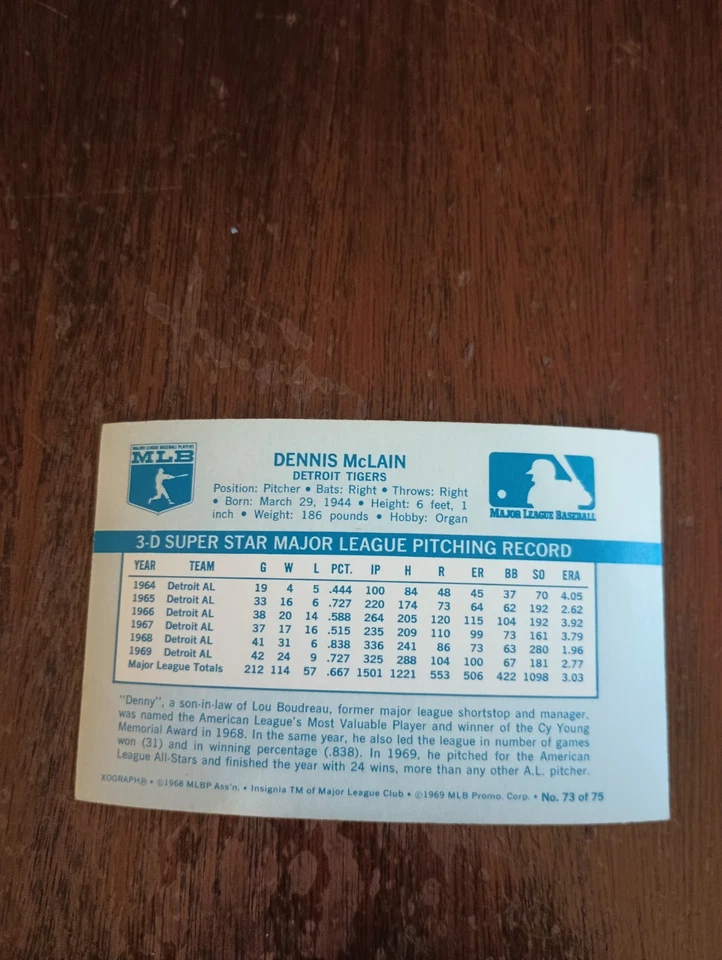 MAJOR LEAGUE BASEBALL PLAYERS
MLB
DENNIS McLAIN
DETROIT TIGERS
Position: Pitcher • Bats: Right • Throws: Right
• Born: March 29, 1944 • Height: 6 feet, 1
inch • Weight: 186 pounds • Hobby: Organ
MAJOR LEAGUE BASEBALL
3-D SUPER STAR MAJOR LEAGUE PITCHING RECORD
YEAR TEAM G W L PCT. IP H R ER BB SO ERA
1964 Detroit AL 19 4 5 .444 100 84 48 45 37 70 4.05
1965 Detroit AL 33 16 6 .727 220 174 73 64 62 192 2.62
1966 Detroit AL 38 20 14 .588 264 205 120 115 104 192 3.92
1967 Detroit AL 37 17 16 .515 235 209 110 99 73 161 3.79
1968 Detroit AL 41 31 6 .838 336 241 86 73 63 280 1.96
1969 Detroit AL 42 24 9 .727 325 288 104 100 67 181 2.77
Major League Totals 212 114 57 .667 1501 1221 553 506 422 1098 3.03
"Denny", a son-in-law of Lou Boudreau, former major league shortstop and manager,
was named the American League's Most Valuable Player and winner of the Cy Young
Memorial Award in 1968. In the same year, he also led the league in number of games
won (31) and in winning percentage (.838). In 1969, he pitched for the American
League All-Stars and finished the year with 24 wins, more than any other A.L. pitcher.
XOGRAPH® • ©1968 MLBP Ass'n. • Insignia TM of Major League Club • ©1969 MLB Promo. Corp. • No. 73 of 75